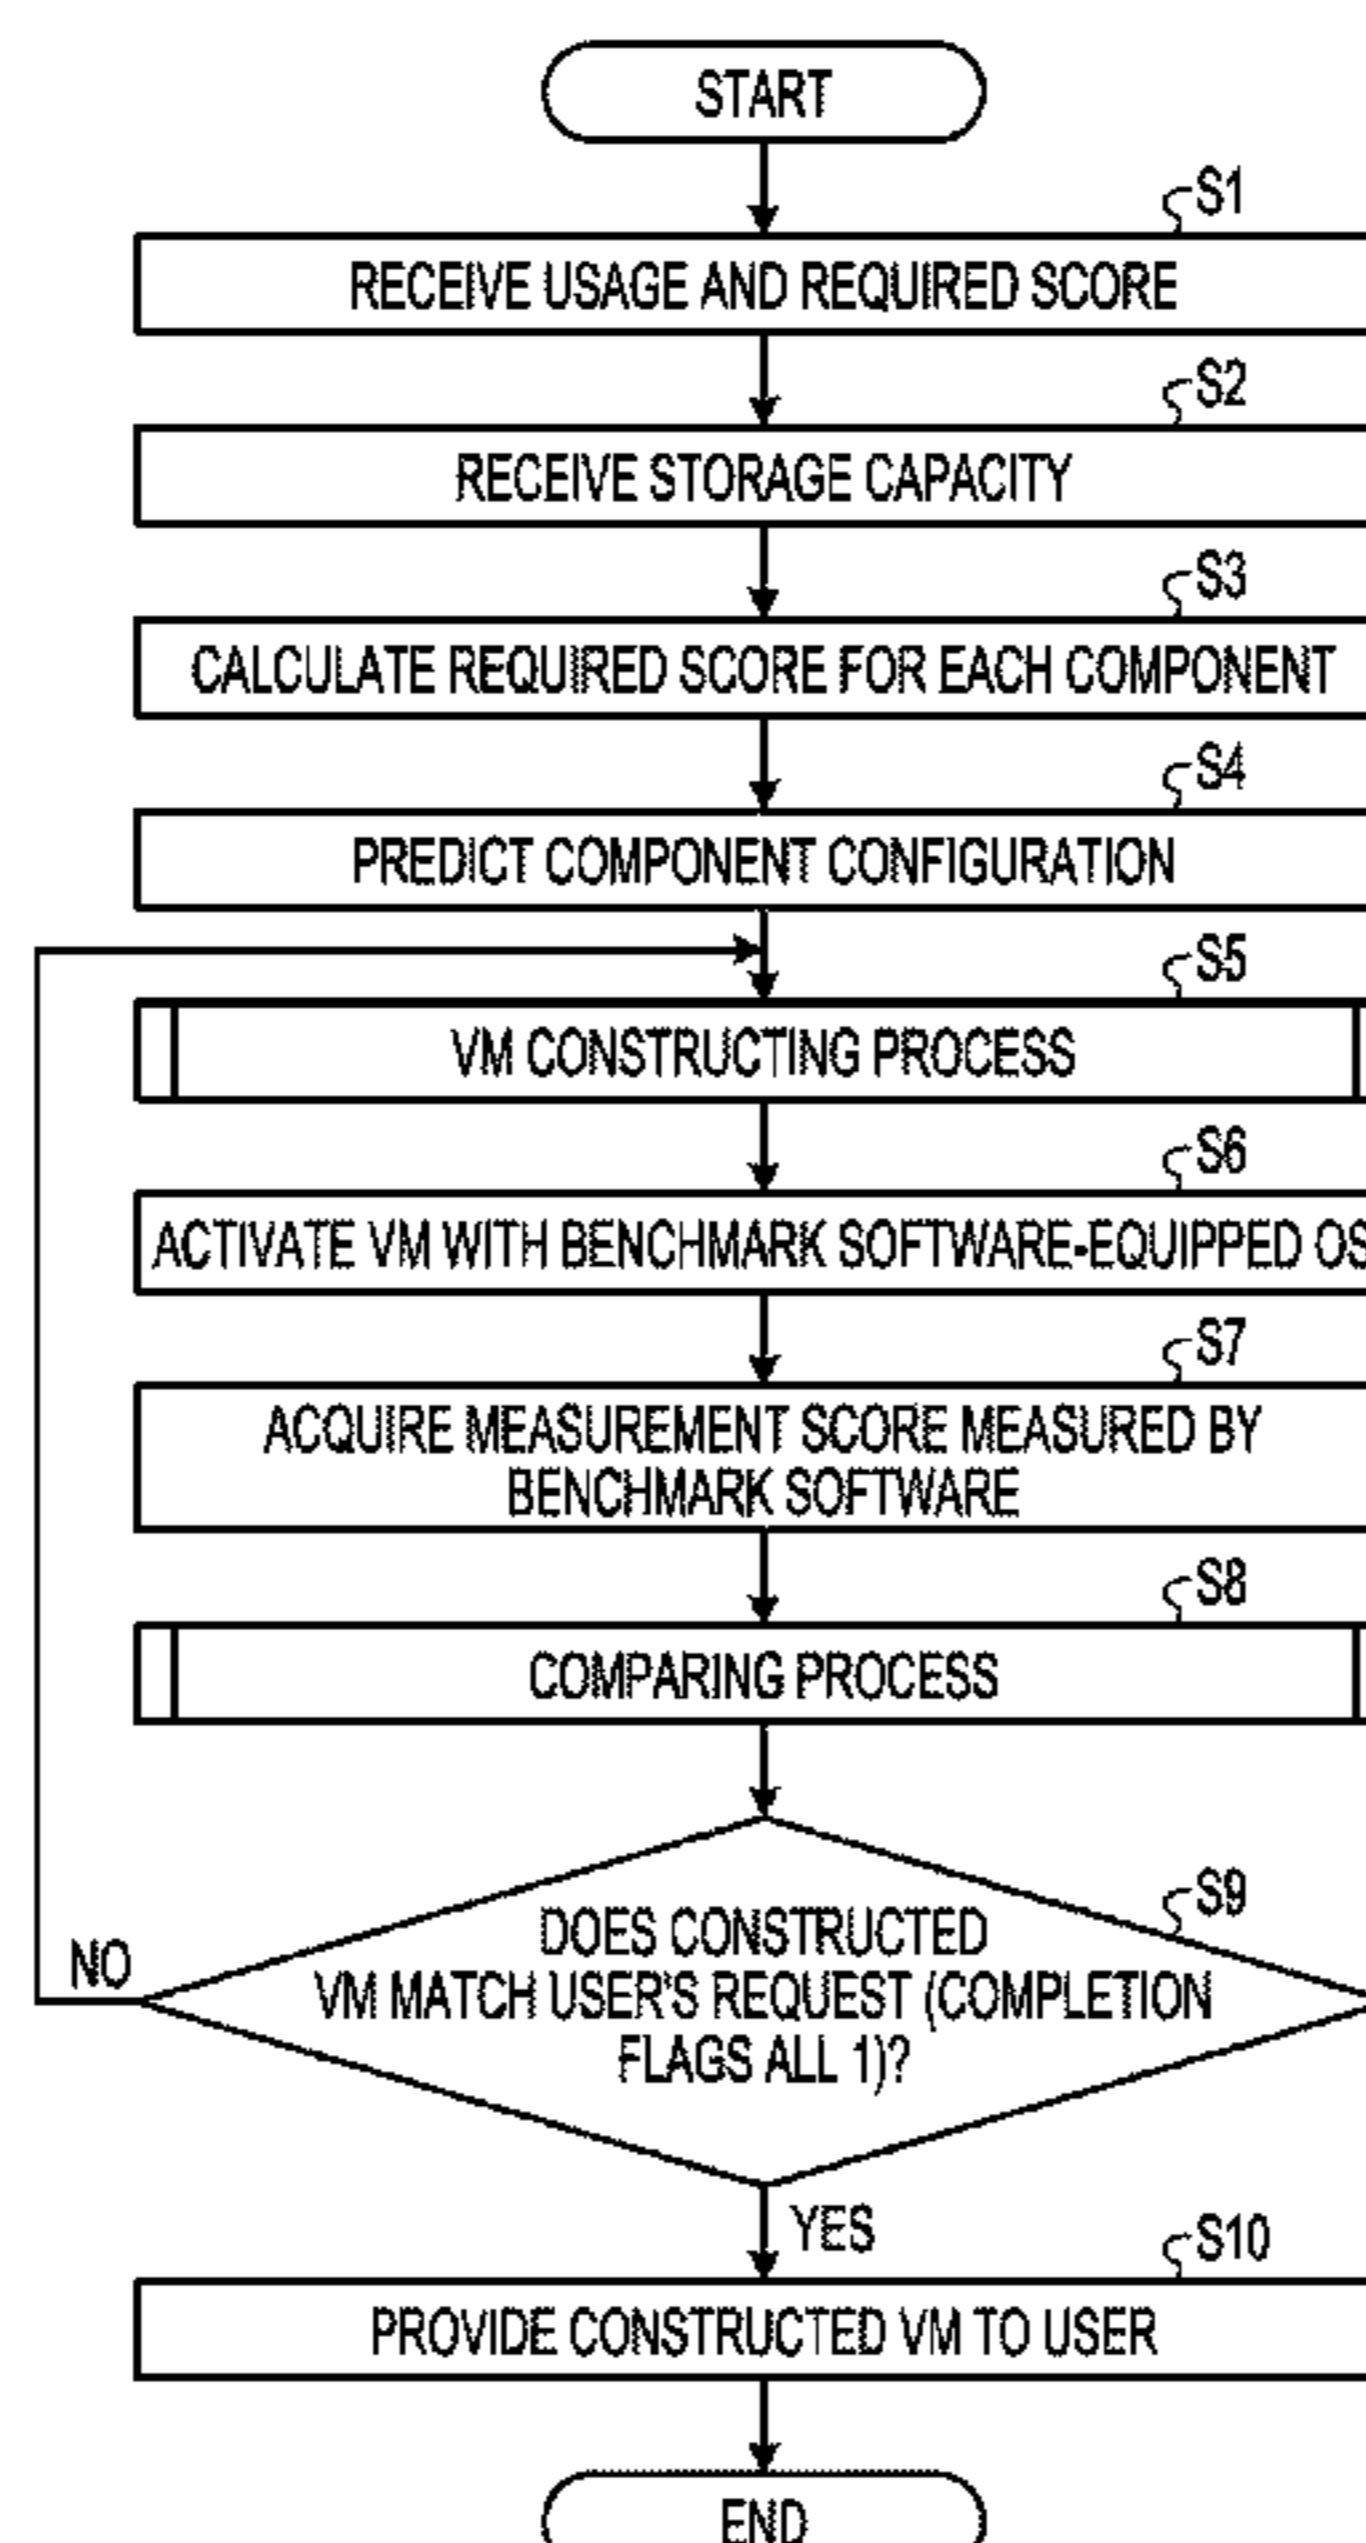 START
S1
RECEIVE USAGE AND REQUIRED SCORE
S2
RECEIVE STORAGE CAPACITY
S3
CALCULATE REQUIRED SCORE FOR EACH COMPONENT
S4
PREDICT COMPONENT CONFIGURATION
S5
VM CONSTRUCTING PROCESS
S6
ACTIVATE VM WITH BENCHMARK SOFTWARE-EQUIPPED OS
S7
ACQUIRE MEASUREMENT SCORE MEASURED BY
BENCHMARK SOFTWARE
S8
COMPARING PROCESS
S9
DOES CONSTRUCTED
VM MATCH USER'S REQUEST (COMPLETION
FLAGS ALL 1)?
NO
YES
S10
PROVIDE CONSTRUCTED VM TO USER
END